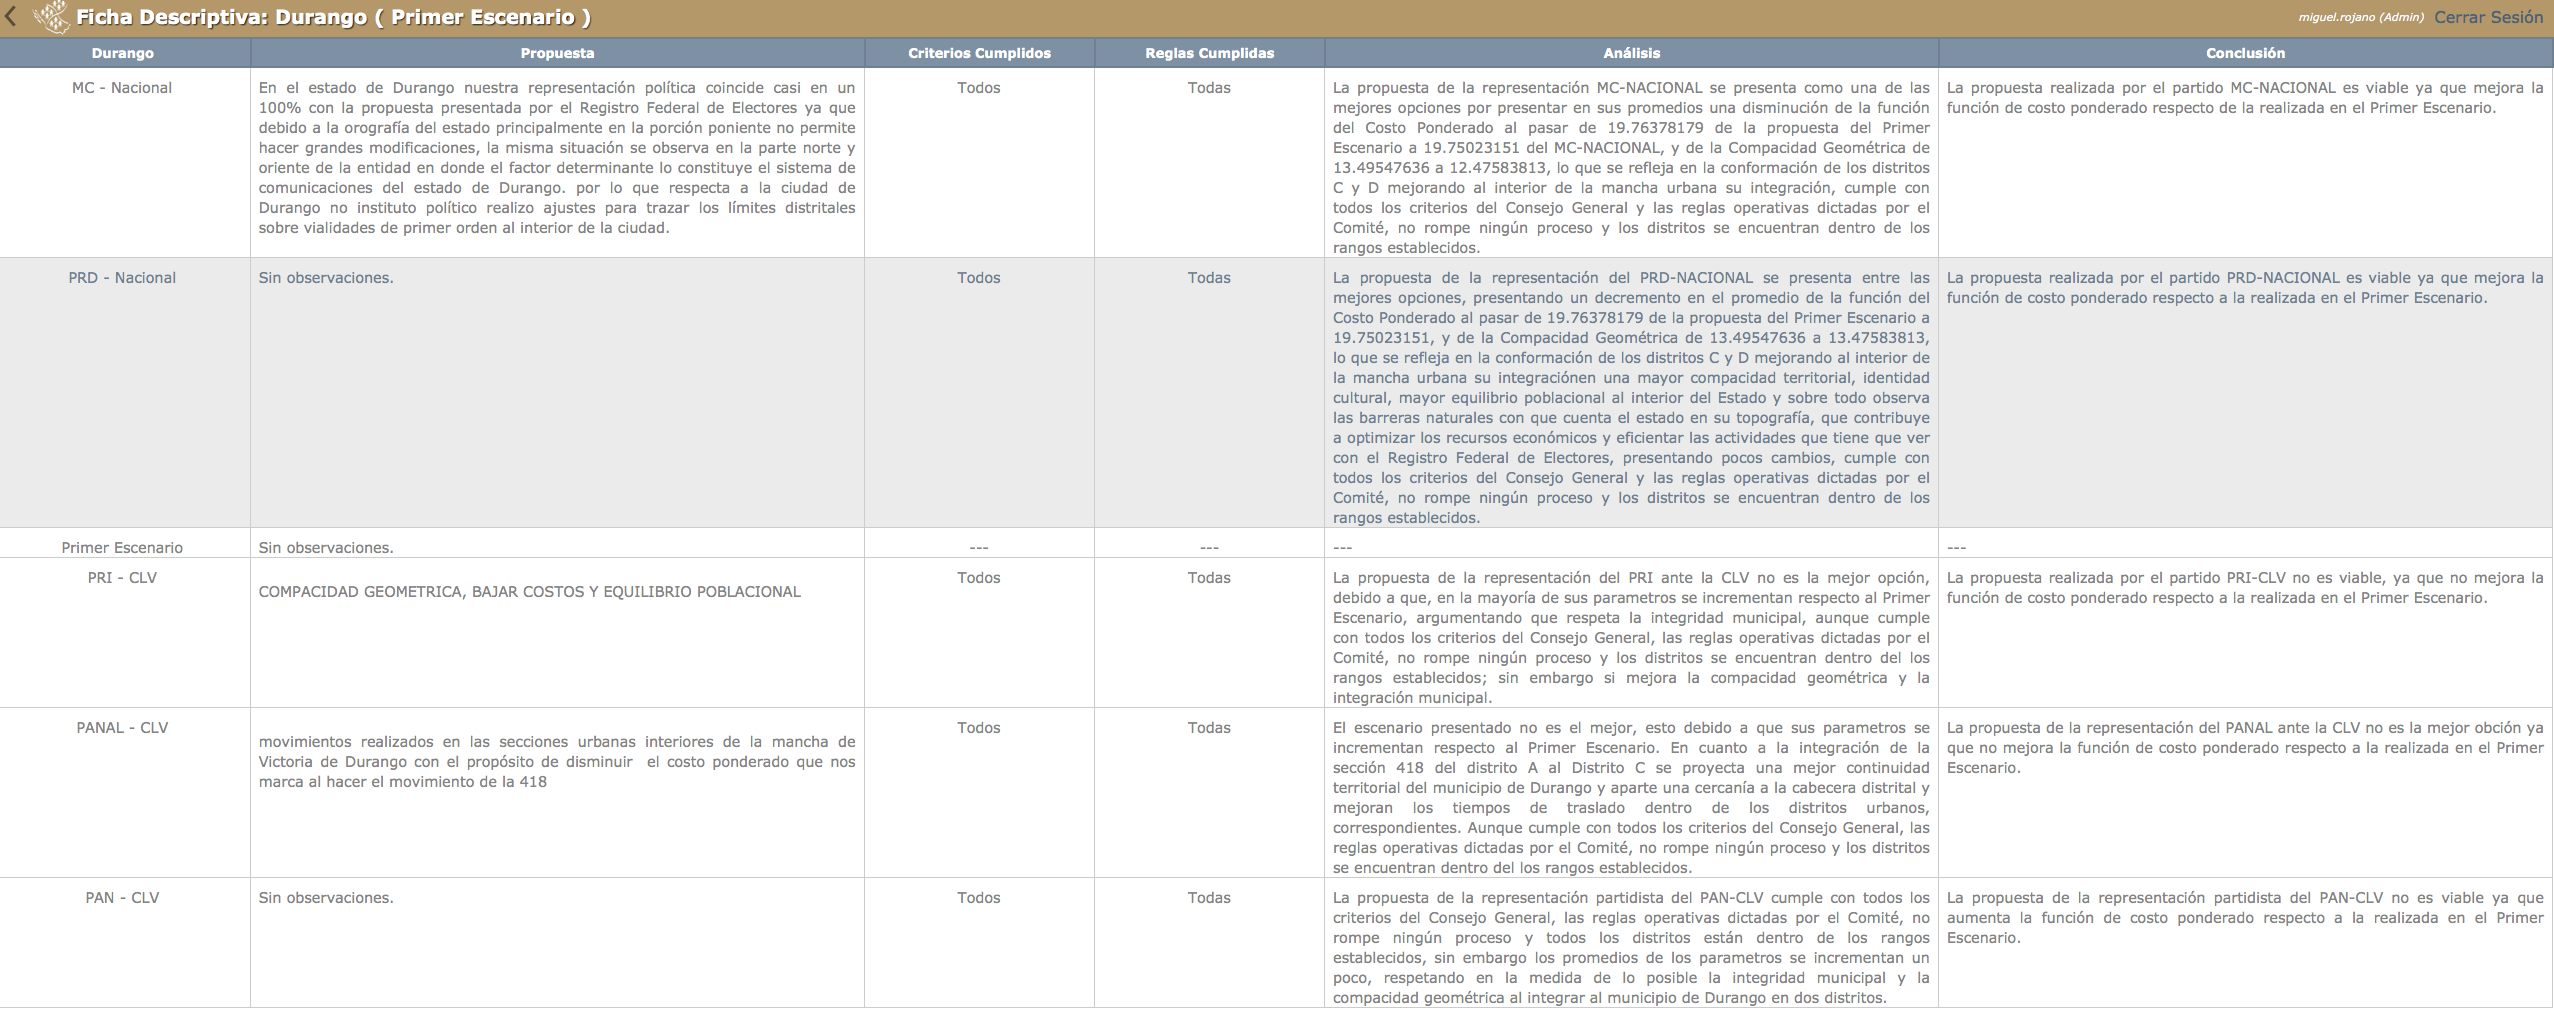 Ficha Descriptiva: Durango ( Primer Escenario )
miguel.rojano (Admin) Cerrar Sesión
Durango
Propuesta
Criterios Cumplidos
Reglas Cumplidas
Análisis
Conclusión
MC - Nacional
En el estado de Durango nuestra representación política coincide casi en un
100% con la propuesta presentada por el Registro Federal de Electores ya que
debido a la orografía del estado principalmente en la porción poniente no permite
hacer grandes modificaciones, la misma situación se observa en la parte norte y
oriente de la entidad en donde el factor determinante lo constituye el sistema de
comunicaciones del estado de Durango. por lo que respecta a la ciudad de
Durango no instituto político realizo ajustes para trazar los límites distritales
sobre vialidades de primer orden al interior de la ciudad.
Todos
Todas
La propuesta de la representación MC-NACIONAL se presenta como una de las
mejores opciones por presentar en sus promedios una disminución de la función
del Costo Ponderado al pasar de 19.76378179 de la propuesta del Primer
Escenario a 19.75023151 del MC-NACIONAL, y de la Compacidad Geométrica de
13.49547636 a 12.47583813, lo que se refleja en la conformación de los distritos
C y D mejorando al interior de la mancha urbana su integración, cumple con
todos los criterios del Consejo General y las reglas operativas dictadas por el
Comité, no rompe ningún proceso y los distritos se encuentran dentro de los
rangos establecidos.
La propuesta realizada por el partido MC-NACIONAL es viable ya que mejora la
función de costo ponderado respecto de la realizada en el Primer Escenario.
PRD - Nacional
Sin observaciones.
Todos
Todas
La propuesta de la representación del PRD-NACIONAL se presenta entre las
mejores opciones, presentando un decremento en el promedio de la función del
Costo Ponderado al pasar de 19.76378179 de la propuesta del Primer Escenario a
19.75023151, y de la Compacidad Geométrica de 13.49547636 a 13.47583813,
lo que se refleja en la conformación de los distritos C y D mejorando al interior de
la mancha urbana su integraciónen una mayor compacidad territorial, identidad
cultural, mayor equilibrio poblacional al interior del Estado y sobre todo observa
las barreras naturales con que cuenta el estado en su topografía, que contribuye
a optimizar los recursos económicos y eficientar las actividades que tiene que ver
con el Registro Federal de Electores, presentando pocos cambios, cumple con
todos los criterios del Consejo General y las reglas operativas dictadas por el
Comité, no rompe ningún proceso y los distritos se encuentran dentro de los
rangos establecidos.
La propuesta realizada por el partido PRD-NACIONAL es viable ya que mejora la
función de costo ponderado respecto a la realizada en el Primer Escenario.
Primer Escenario
Sin observaciones.
---
---
---
---
PRI - CLV
COMPACIDAD GEOMETRICA, BAJAR COSTOS Y EQUILIBRIO POBLACIONAL
Todos
Todas
La propuesta de la representación del PRI ante la CLV no es la mejor opción,
debido a que, en la mayoría de sus parametros se incrementan respecto al Primer
Escenario, argumentando que respeta la integridad municipal, aunque cumple
con todos los criterios del Consejo General, las reglas operativas dictadas por el
Comité, no rompe ningún proceso y los distritos se encuentran dentro del los
rangos establecidos; sin embargo si mejora la compacidad geométrica y la
integración municipal.
La propuesta realizada por el partido PRI-CLV no es viable, ya que no mejora la
función de costo ponderado respecto a la realizada en el Primer Escenario.
PANAL - CLV
movimientos realizados en las secciones urbanas interiores de la mancha de
Victoria de Durango con el propósito de disminuir  el costo ponderado que nos
marca al hacer el movimiento de la 418
Todos
Todas
El escenario presentado no es el mejor, esto debido a que sus parametros se
incrementan respecto al Primer Escenario. En cuanto a la integración de la
sección 418 del distrito A al Distrito C se proyecta una mejor continuidad
territorial del municipio de Durango y aparte una cercanía a la cabecera distrital y
mejoran los tiempos de traslado dentro de los distritos urbanos,
correspondientes. Aunque cumple con todos los criterios del Consejo General, las
reglas operativas dictadas por el Comité, no rompe ningún proceso y los distritos
se encuentran dentro del los rangos establecidos.
La propuesta de la representación del PANAL ante la CLV no es la mejor obción ya
que no mejora la función de costo ponderado respecto a la realizada en el Primer
Escenario.
PAN - CLV
Sin observaciones.
Todos
Todas
La propuesta de la representación partidista del PAN-CLV cumple con todos los
criterios del Consejo General, las reglas operativas dictadas por el Comité, no
rompe ningún proceso y todos los distritos están dentro de los rangos
establecidos, sin embargo los promedios de los parametros se incrementan un
poco, respetando en la medida de lo posible la integridad municipal y la
compacidad geométrica al integrar al municipio de Durango en dos distritos.
La propuesta de la representación partidista del PAN-CLV no es viable ya que
aumenta la función de costo ponderado respecto a la realizada en el Primer
Escenario.